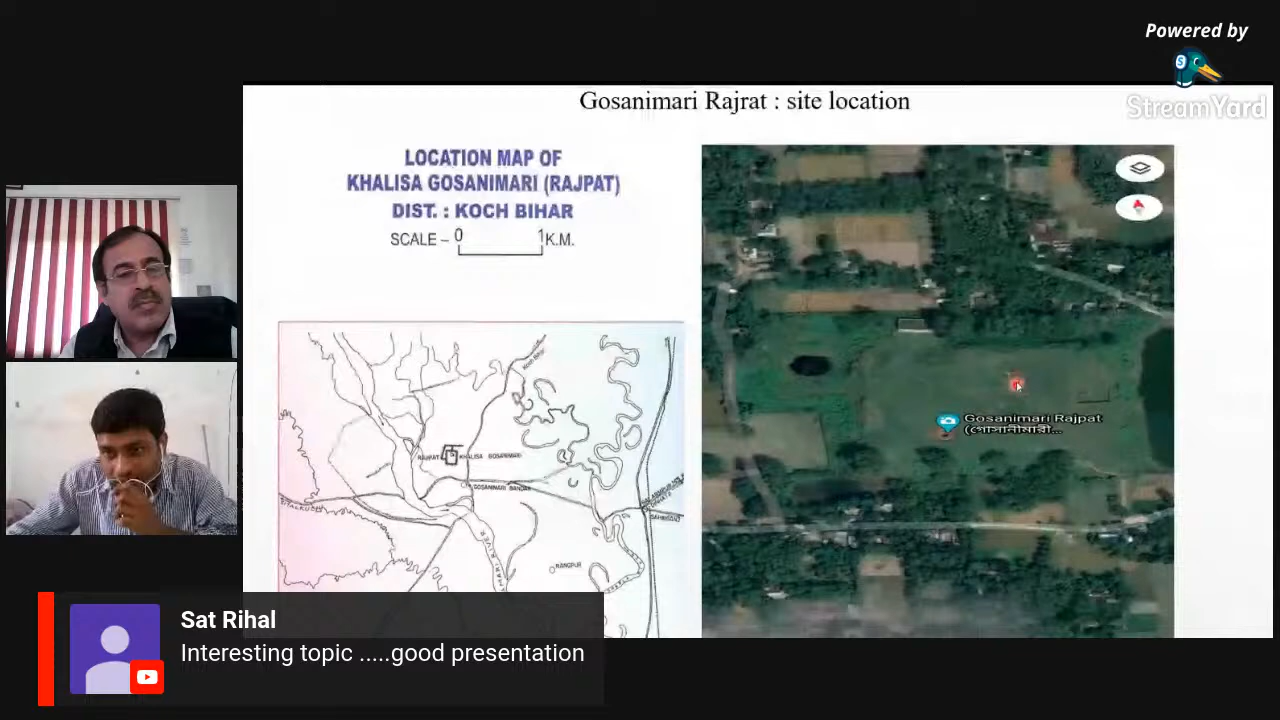 Powered by
StreamYard
Gosanimari Rajrat : site location
LOCATION MAP OF
KHALISA GOSANIMARI (RAJPAT)
DIST. : KOCH BIHAR
SCALE – 0 1 K.M.
RAJPAT
KHALISA GOSANIMARI
GOSANIMARI BANDAR
RIVER
Gosanimari Rajpat
(গোসানীমারী...
Sat Rihal
Interesting topic .....good presentation